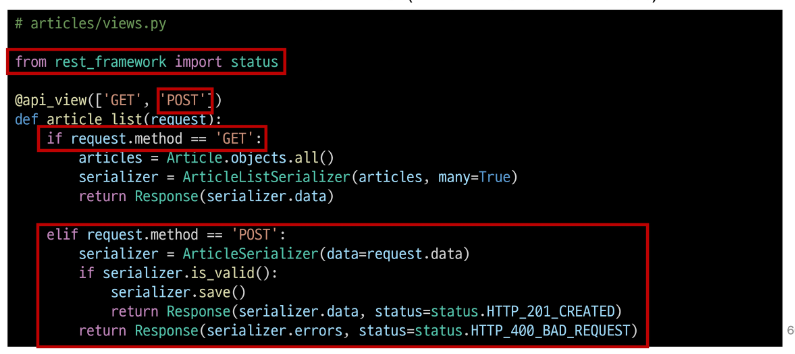 # articles/views.py
from rest_framework import status
@api_view(['GET', 'POST'])
def article_list(request):
    if request.method == 'GET':
        articles = Article.objects.all()
        serializer = ArticleListSerializer(articles, many=True)
        return Response(serializer.data)
    elif request.method == 'POST':
        serializer = ArticleSerializer(data=request.data)
        if serializer.is_valid():
            serializer.save()
            return Response(serializer.data, status=status.HTTP_201_CREATED)
        return Response(serializer.errors, status=status.HTTP_400_BAD_REQUEST)
6